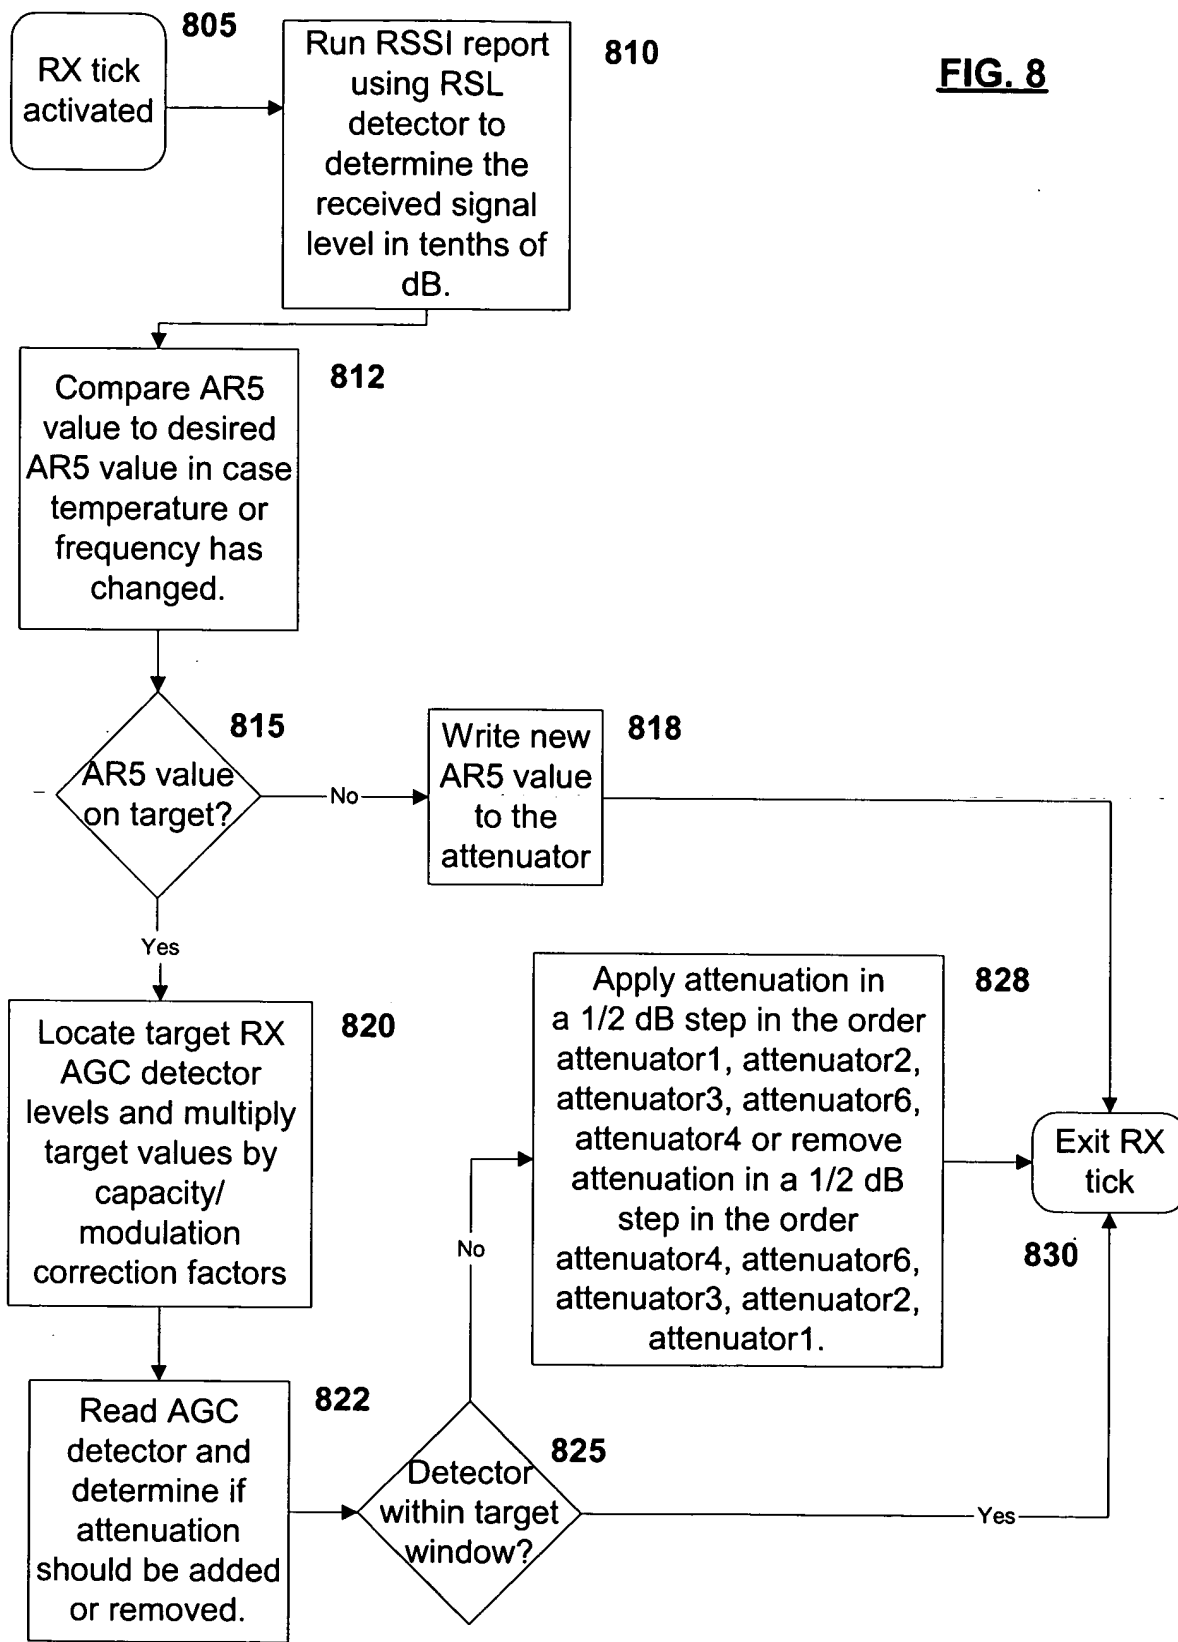 805
RX tick
activated
Run RSSI report
using RSL
detector to
determine the
received signal
level in tenths of
dB.
810
FIG. 8
Compare AR5
value to desired
AR5 value in case
temperature or
frequency has
changed.
812
815
AR5 value
on target?
No
Write new
AR5 value
to the
attenuator
818
Yes
Locate target RX
AGC detector
levels and multiply
target values by
capacity/
modulation
correction factors
820
Apply attenuation in
a 1/2 dB step in the order
attenuator1, attenuator2,
attenuator3, attenuator6,
attenuator4 or remove
attenuation in a 1/2 dB
step in the order
attenuator4, attenuator6,
attenuator3, attenuator2,
attenuator1.
828
Exit RX
tick
830
No
Read AGC
detector and
determine if
attenuation
should be added
or removed.
822
825
Detector
within target
window?
Yes